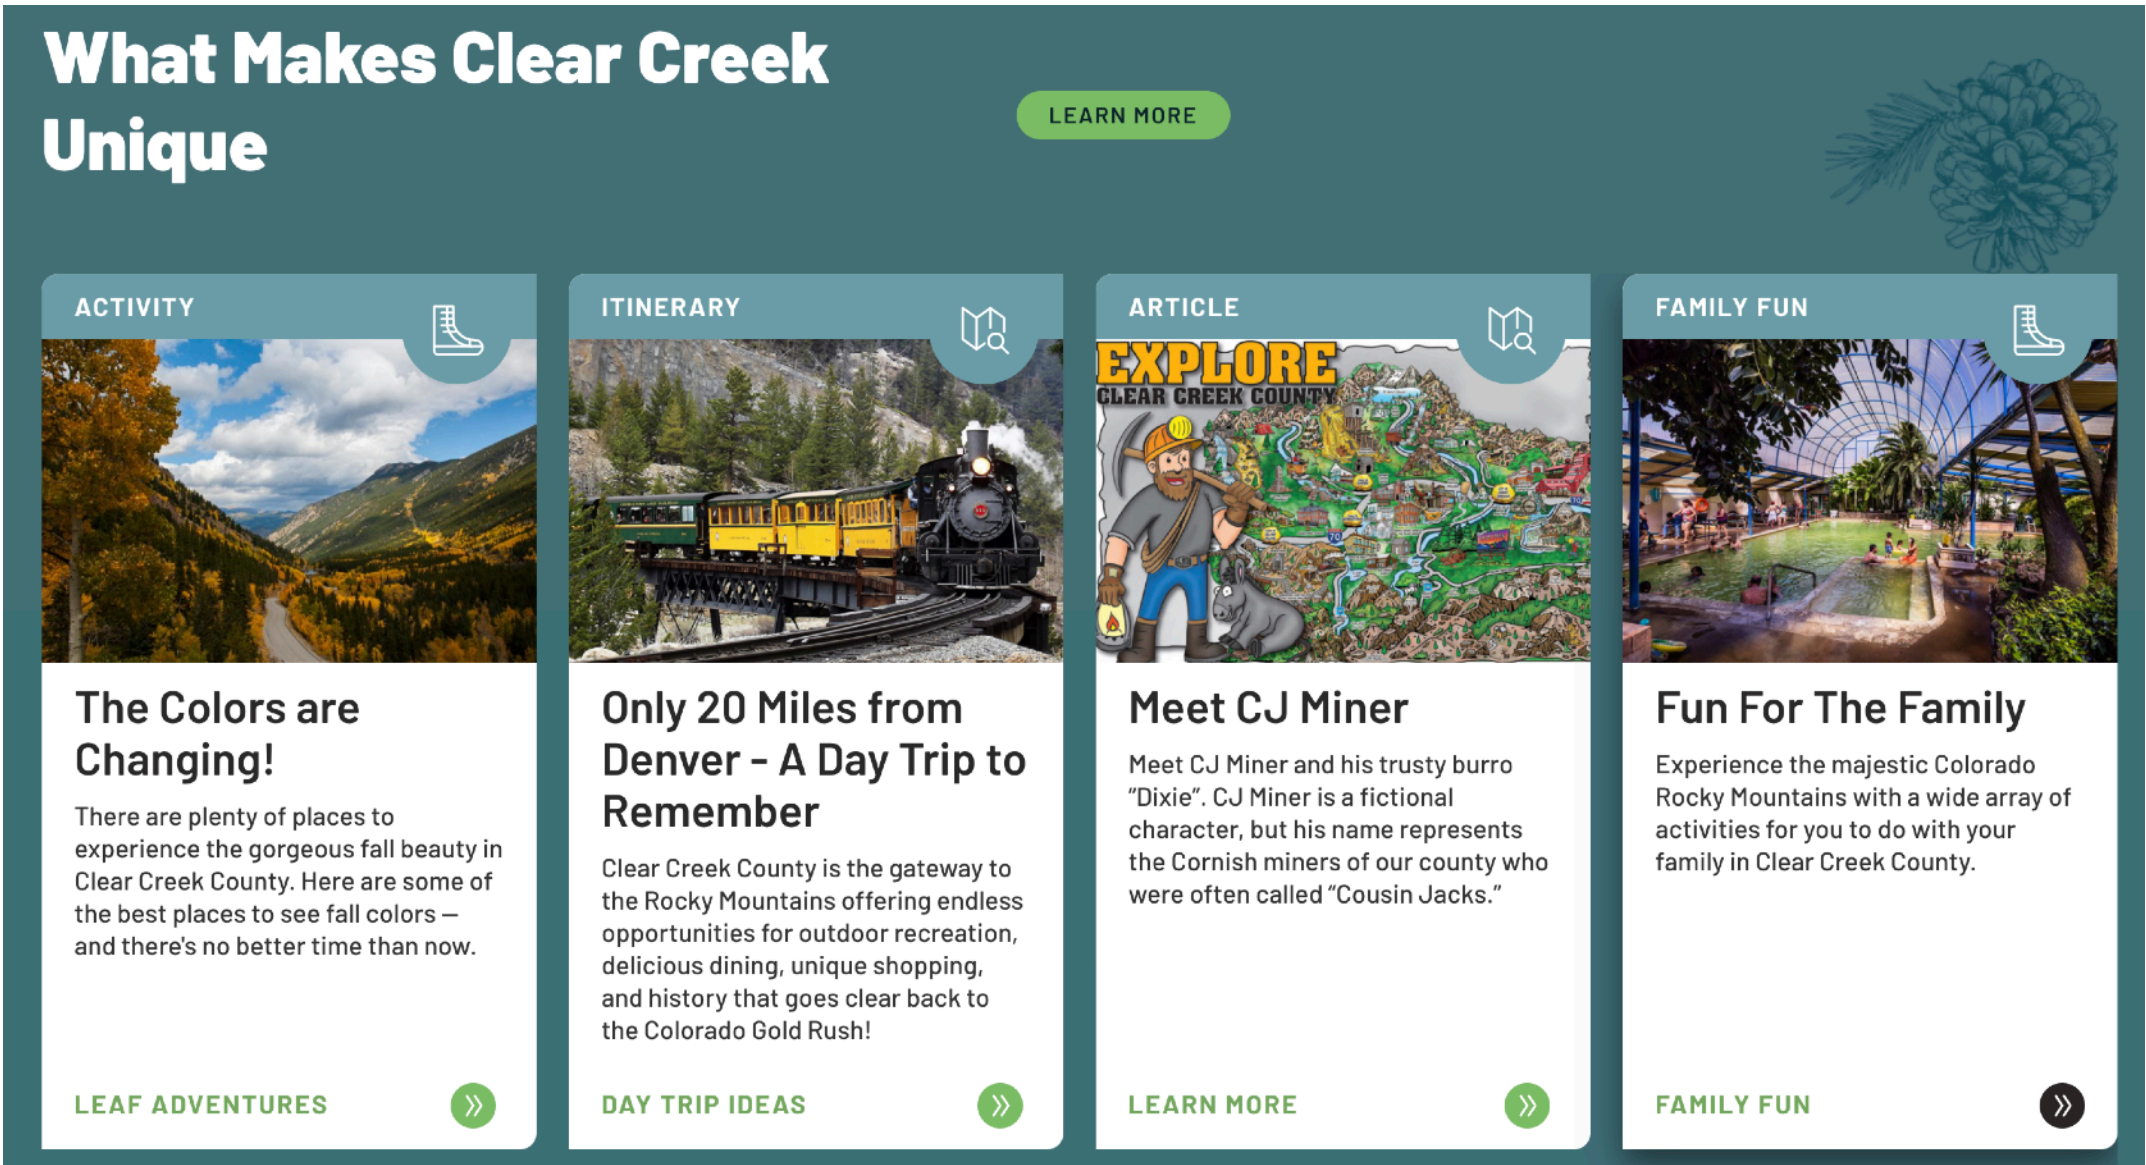 What Makes Clear Creek
Unique
LEARN MORE
ACTIVITY
The Colors are
Changing!
There are plenty of places to
experience the gorgeous fall beauty in
Clear Creek County. Here are some of
the best places to see fall colors —
and there's no better time than now.
LEAF ADVENTURES
ITINERARY
Only 20 Miles from
Denver - A Day Trip to
Remember
Clear Creek County is the gateway to
the Rocky Mountains offering endless
opportunities for outdoor recreation,
delicious dining, unique shopping,
and history that goes clear back to
the Colorado Gold Rush!
DAY TRIP IDEAS
ARTICLE
EXPLORE
CLEAR CREEK COUNTY
70
Meet CJ Miner
Meet CJ Miner and his trusty burro
"Dixie". CJ Miner is a fictional
character, but his name represents
the Cornish miners of our county who
were often called “Cousin Jacks.”
LEARN MORE
FAMILY FUN
Fun For The Family
Experience the majestic Colorado
Rocky Mountains with a wide array of
activities for you to do with your
family in Clear Creek County.
FAMILY FUN